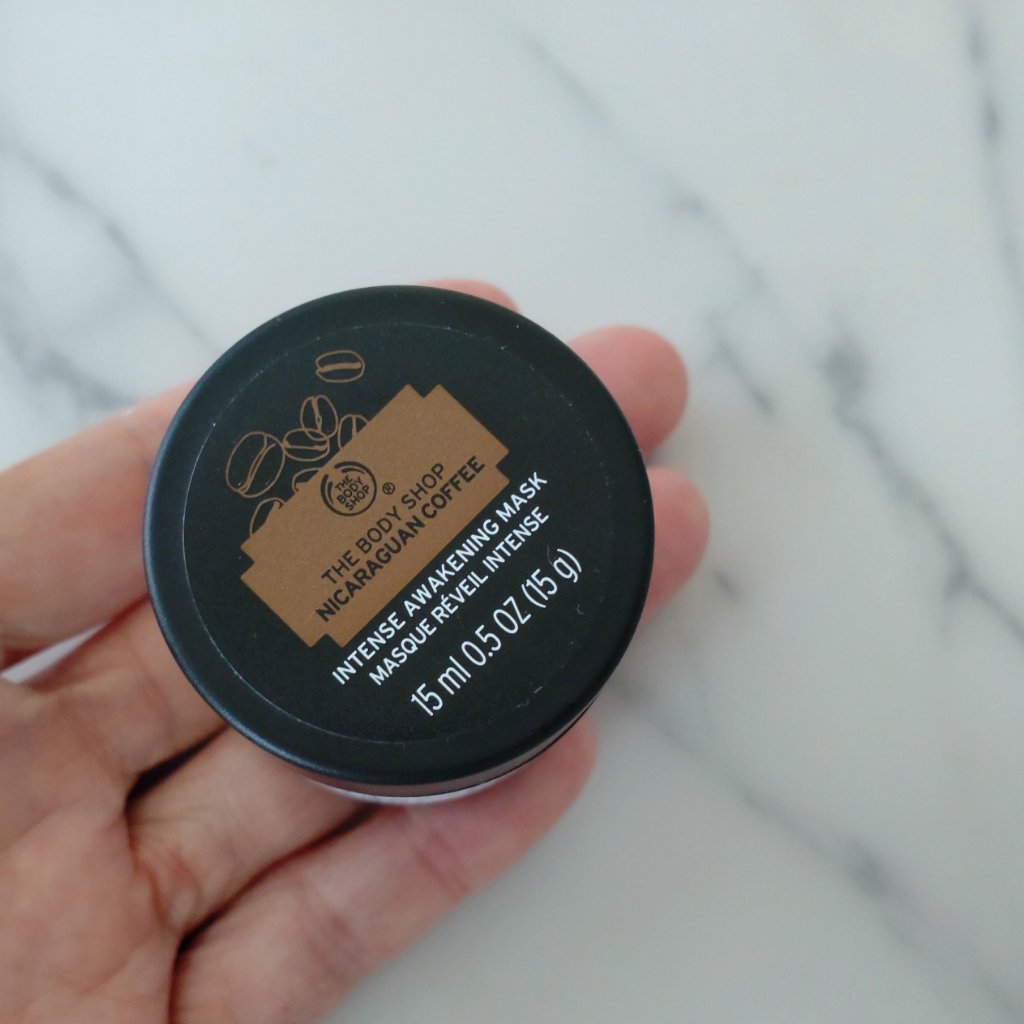 THE
BODY
SHOP
®
THE BODY SHOP
NICARAGUAN COFFEE
INTENSE AWAKENING MASK
MASQUE RÉVEIL INTENSE
15 ml 0.5 OZ (15 g)